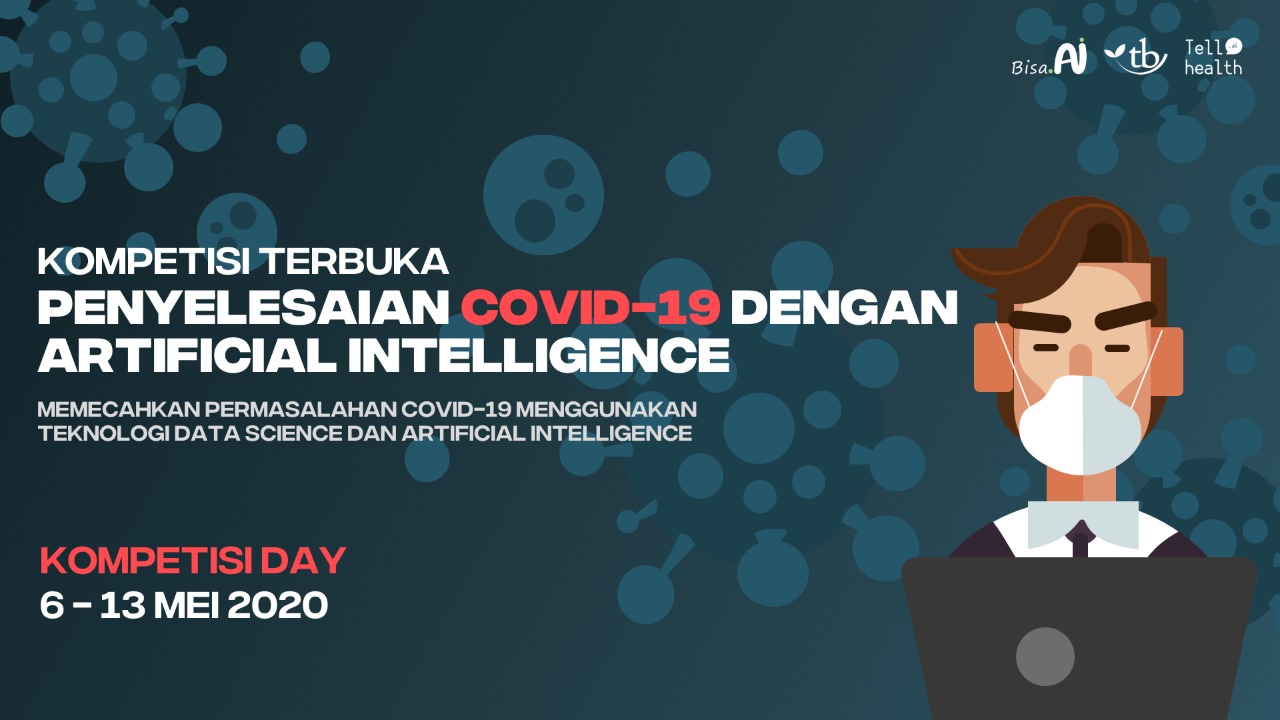 Bisa.Ai
tb
Tell.ai
health
KOMPETISI TERBUKA
PENYELESAIAN COVID-19 DENGAN
ARTIFICIAL INTELLIGENCE
MEMECAHKAN PERMASALAHAN COVID-19 MENGGUNAKAN
TEKNOLOGI DATA SCIENCE DAN ARTIFICIAL INTELLIGENCE
KOMPETISI DAY
6 - 13 MEI 2020